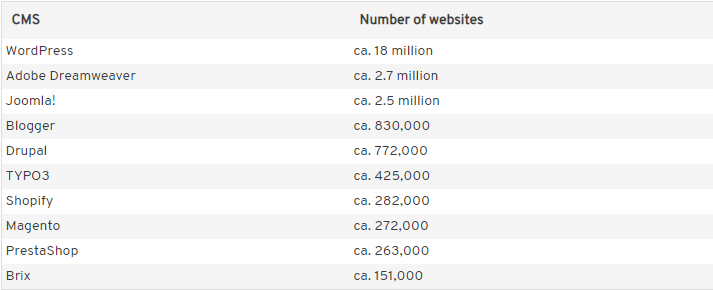 CMS Number of websites
WordPress ca. 18 million
Adobe Dreamweaver ca. 2.7 million
Joomla! ca. 2.5 million
Blogger ca. 830,000
Drupal ca. 772,000
TYPO3 ca. 425,000
Shopify ca. 282,000
Magento ca. 272,000
PrestaShop ca. 263,000
Brix ca. 151,000